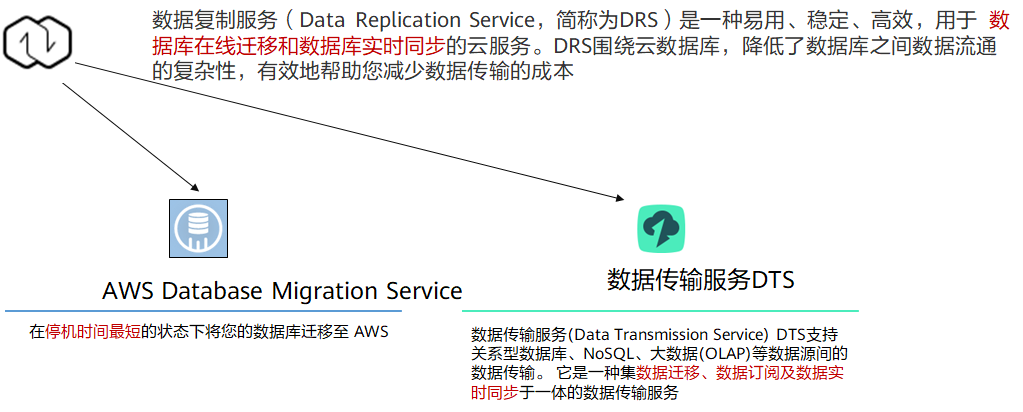 数据复制服务（Data Replication Service，简称为DRS）是一种易用、稳定、高效，用于 数
据库在线迁移和数据库实时同步的云服务。DRS围绕云数据库，降低了数据库之间数据流通
的复杂性，有效地帮助您减少数据传输的成本
AWS Database Migration Service
在停机时间最短的状态下将您的数据库迁移至 AWS
数据传输服务DTS
数据传输服务(Data Transmission Service) DTS支持
关系型数据库、NoSQL、大数据(OLAP)等数据源间的
数据传输。 它是一种集数据迁移、数据订阅及数据实
时同步于一体的数据传输服务